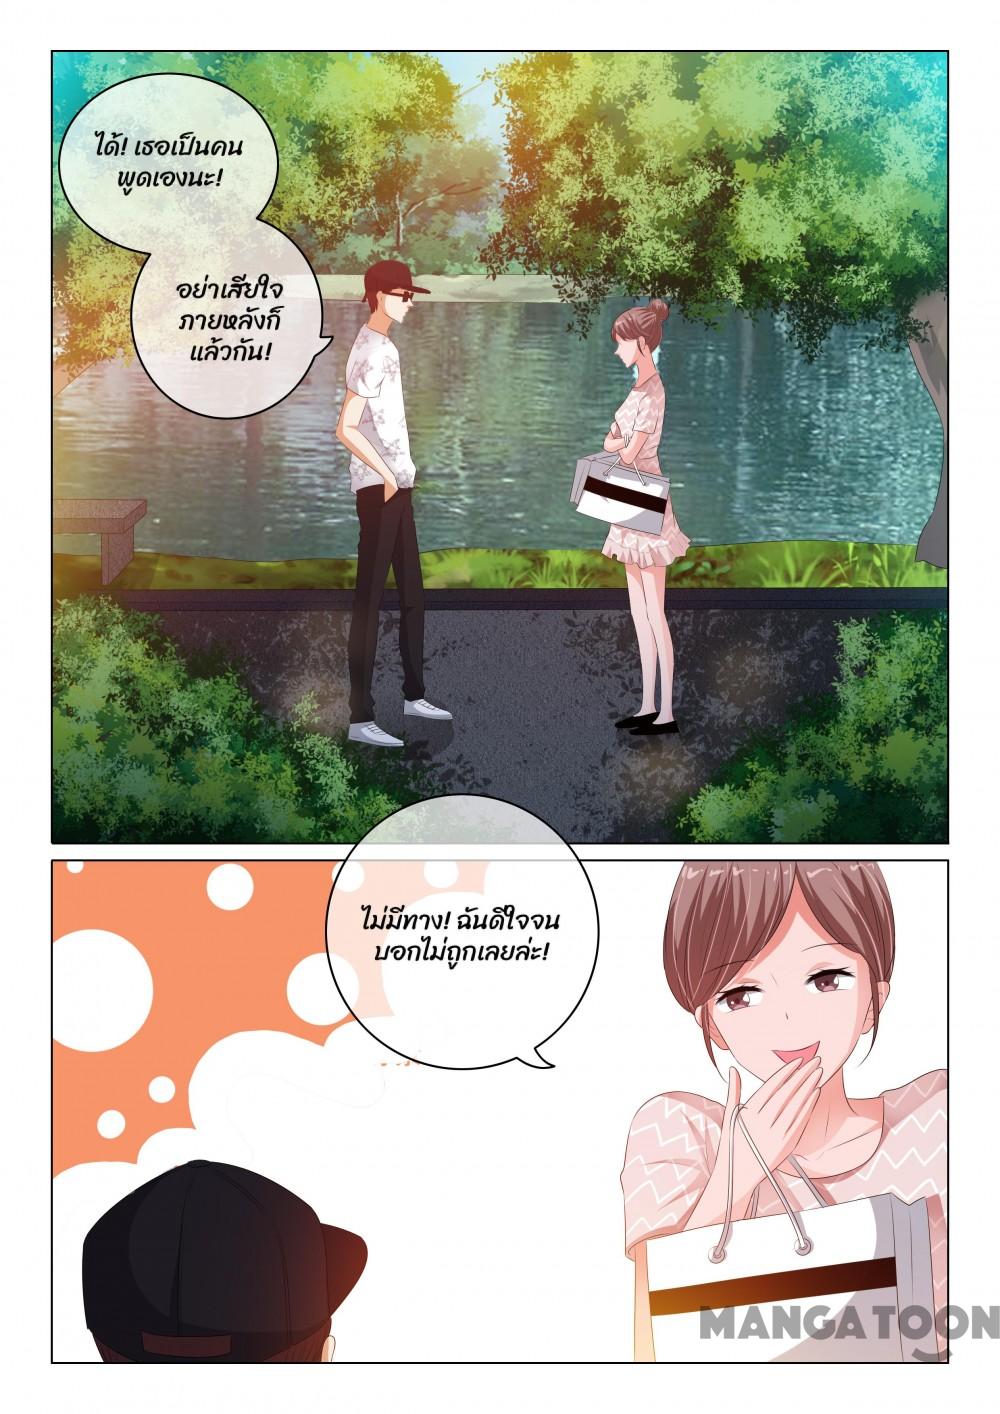 ได้! เธอเป็นคน
พูดเองนะ!
อย่าเสียใจ
ภายหลังก็
แล้วกัน!
ไม่มีทาง! ฉันดีใจจน
บอกไม่ถูกเลยล่ะ!
MANGATOON